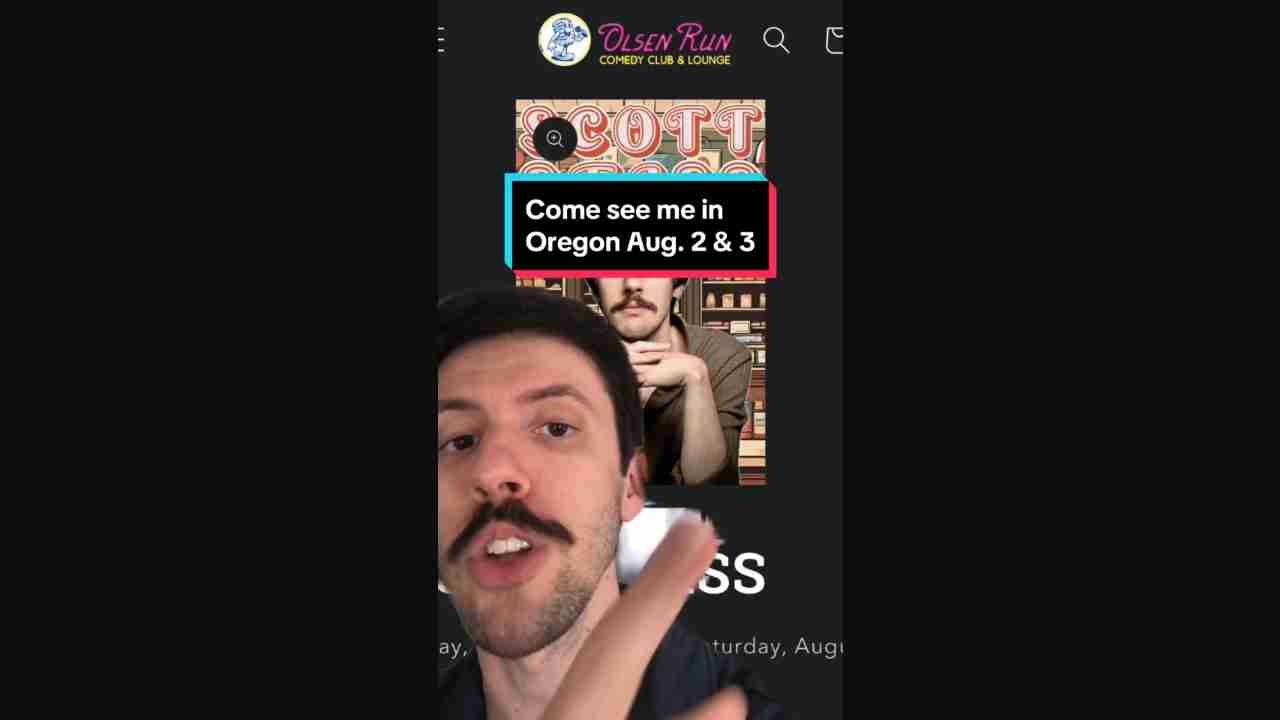 OLSEN RUN
COMEDY CLUB & LOUNGE
SCOTT
Come see me in
Oregon Aug. 2 & 3
SS
ay,
turday, Augu